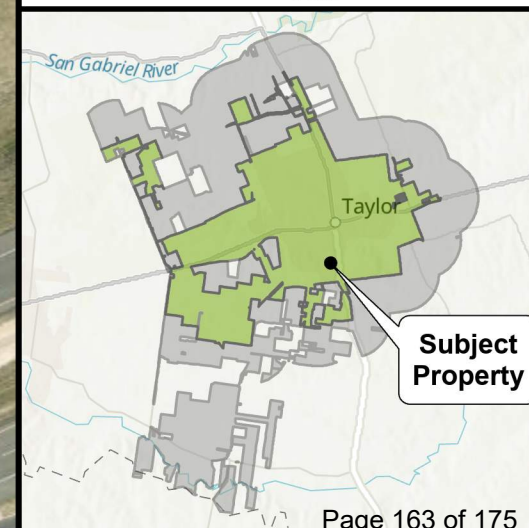 San Gabriel River
Taylor
Subject
Property
Page 163 of 175